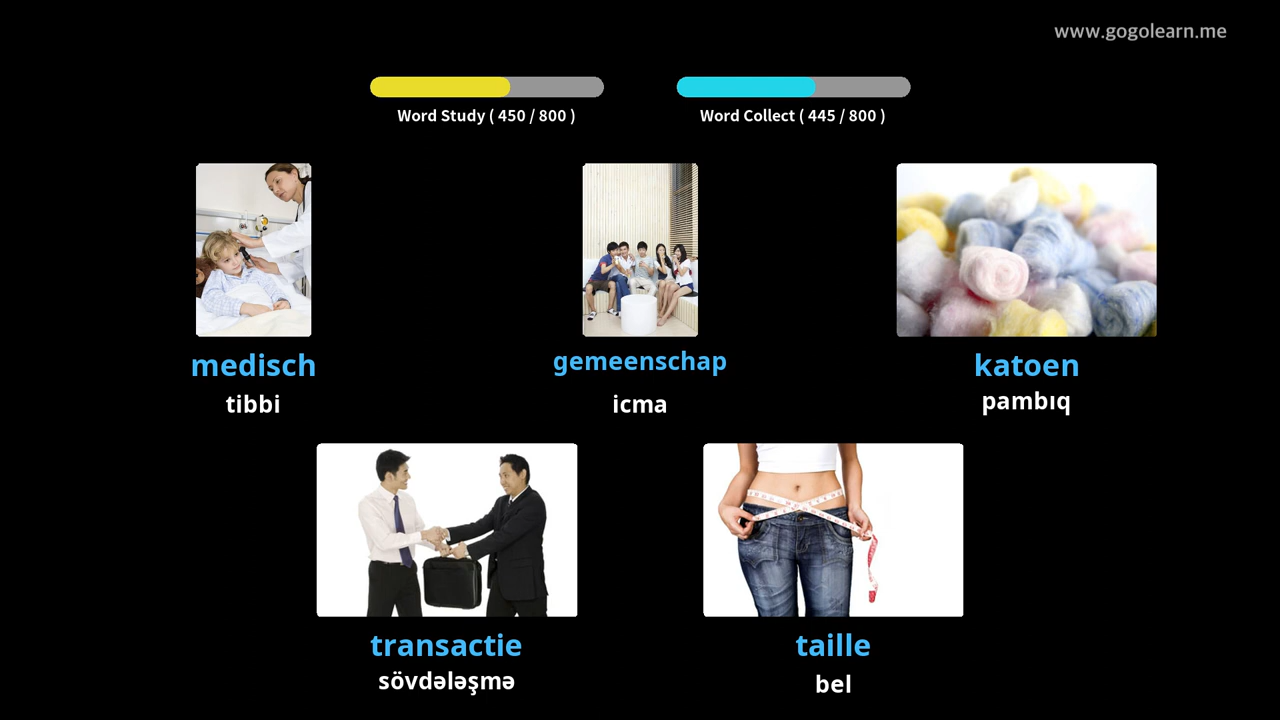 www.gogolearn.me
Word Study ( 450 / 800 )
Word Collect ( 445 / 800 )
medisch
tibbi
gemeenschap
icma
katoen
pambıq
transactie
sövdələşmə
taille
bel